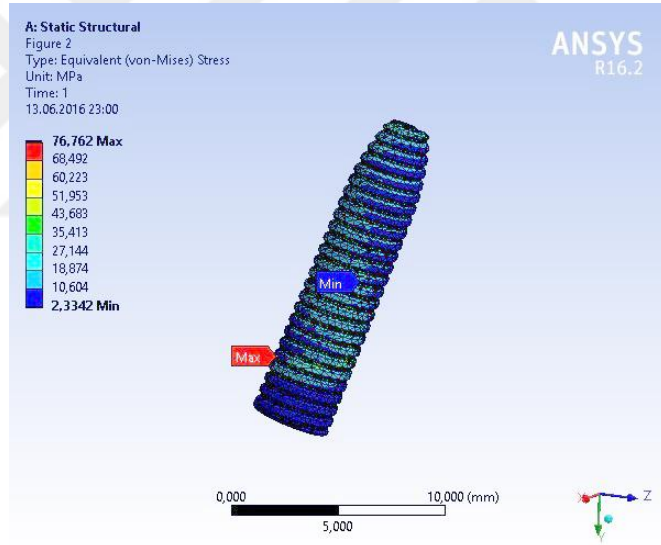 A: Static Structural
Figure 2
Type: Equivalent (von-Mises) Stress
Unit: MPa
Time: 1
13.06.2016 23:00
ANSYS
R16.2
76,762 Max
68,492
60,223
51,953
43,683
35,413
27,144
18,874
10,604
2,3342 Min
Min
Max
0,000
10,000 (mm)
5,000
X
Z
Y